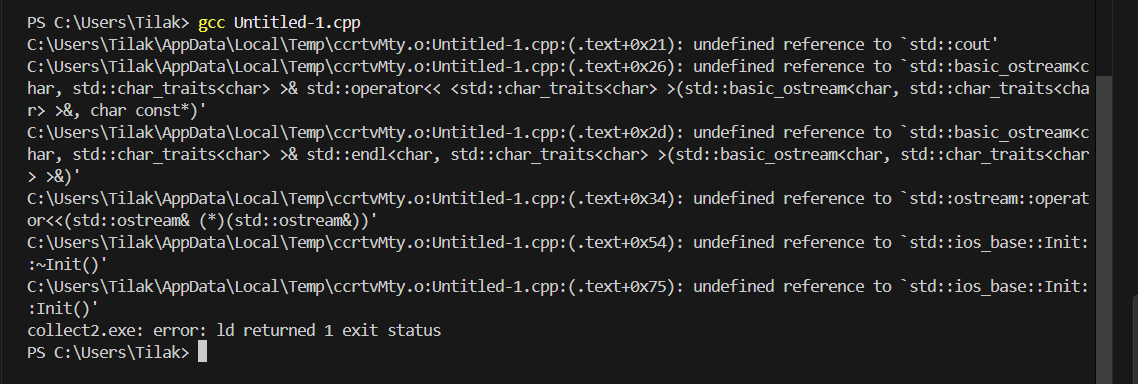 PS C:\Users\Tilak> gcc Untitled-1.cpp
C:\Users\Tilak\AppData\Local\Temp\ccrtvMty.o:Untitled-1.cpp:(.text+0x21): undefined reference to `std::cout'
C:\Users\Tilak\AppData\Local\Temp\ccrtvMty.o:Untitled-1.cpp:(.text+0x26): undefined reference to `std::basic_ostream<c
har, std::char_traits<char> >& std::operator<< <std::char_traits<char> >(std::basic_ostream<char, std::char_traits<cha
r> >&, char const*)'
C:\Users\Tilak\AppData\Local\Temp\ccrtvMty.o:Untitled-1.cpp:(.text+0x2d): undefined reference to `std::basic_ostream<c
har, std::char_traits<char> >& std::endl<char, std::char_traits<char> >(std::basic_ostream<char, std::char_traits<char
> >&)'
C:\Users\Tilak\AppData\Local\Temp\ccrtvMty.o:Untitled-1.cpp:(.text+0x34): undefined reference to `std::ostream::operat
or<<(std::ostream& (*)(std::ostream&))'
C:\Users\Tilak\AppData\Local\Temp\ccrtvMty.o:Untitled-1.cpp:(.text+0x54): undefined reference to `std::ios_base::Init:
:~Init()'
C:\Users\Tilak\AppData\Local\Temp\ccrtvMty.o:Untitled-1.cpp:(.text+0x75): undefined reference to `std::ios_base::Init:
:Init()'
collect2.exe: error: ld returned 1 exit status
PS C:\Users\Tilak>